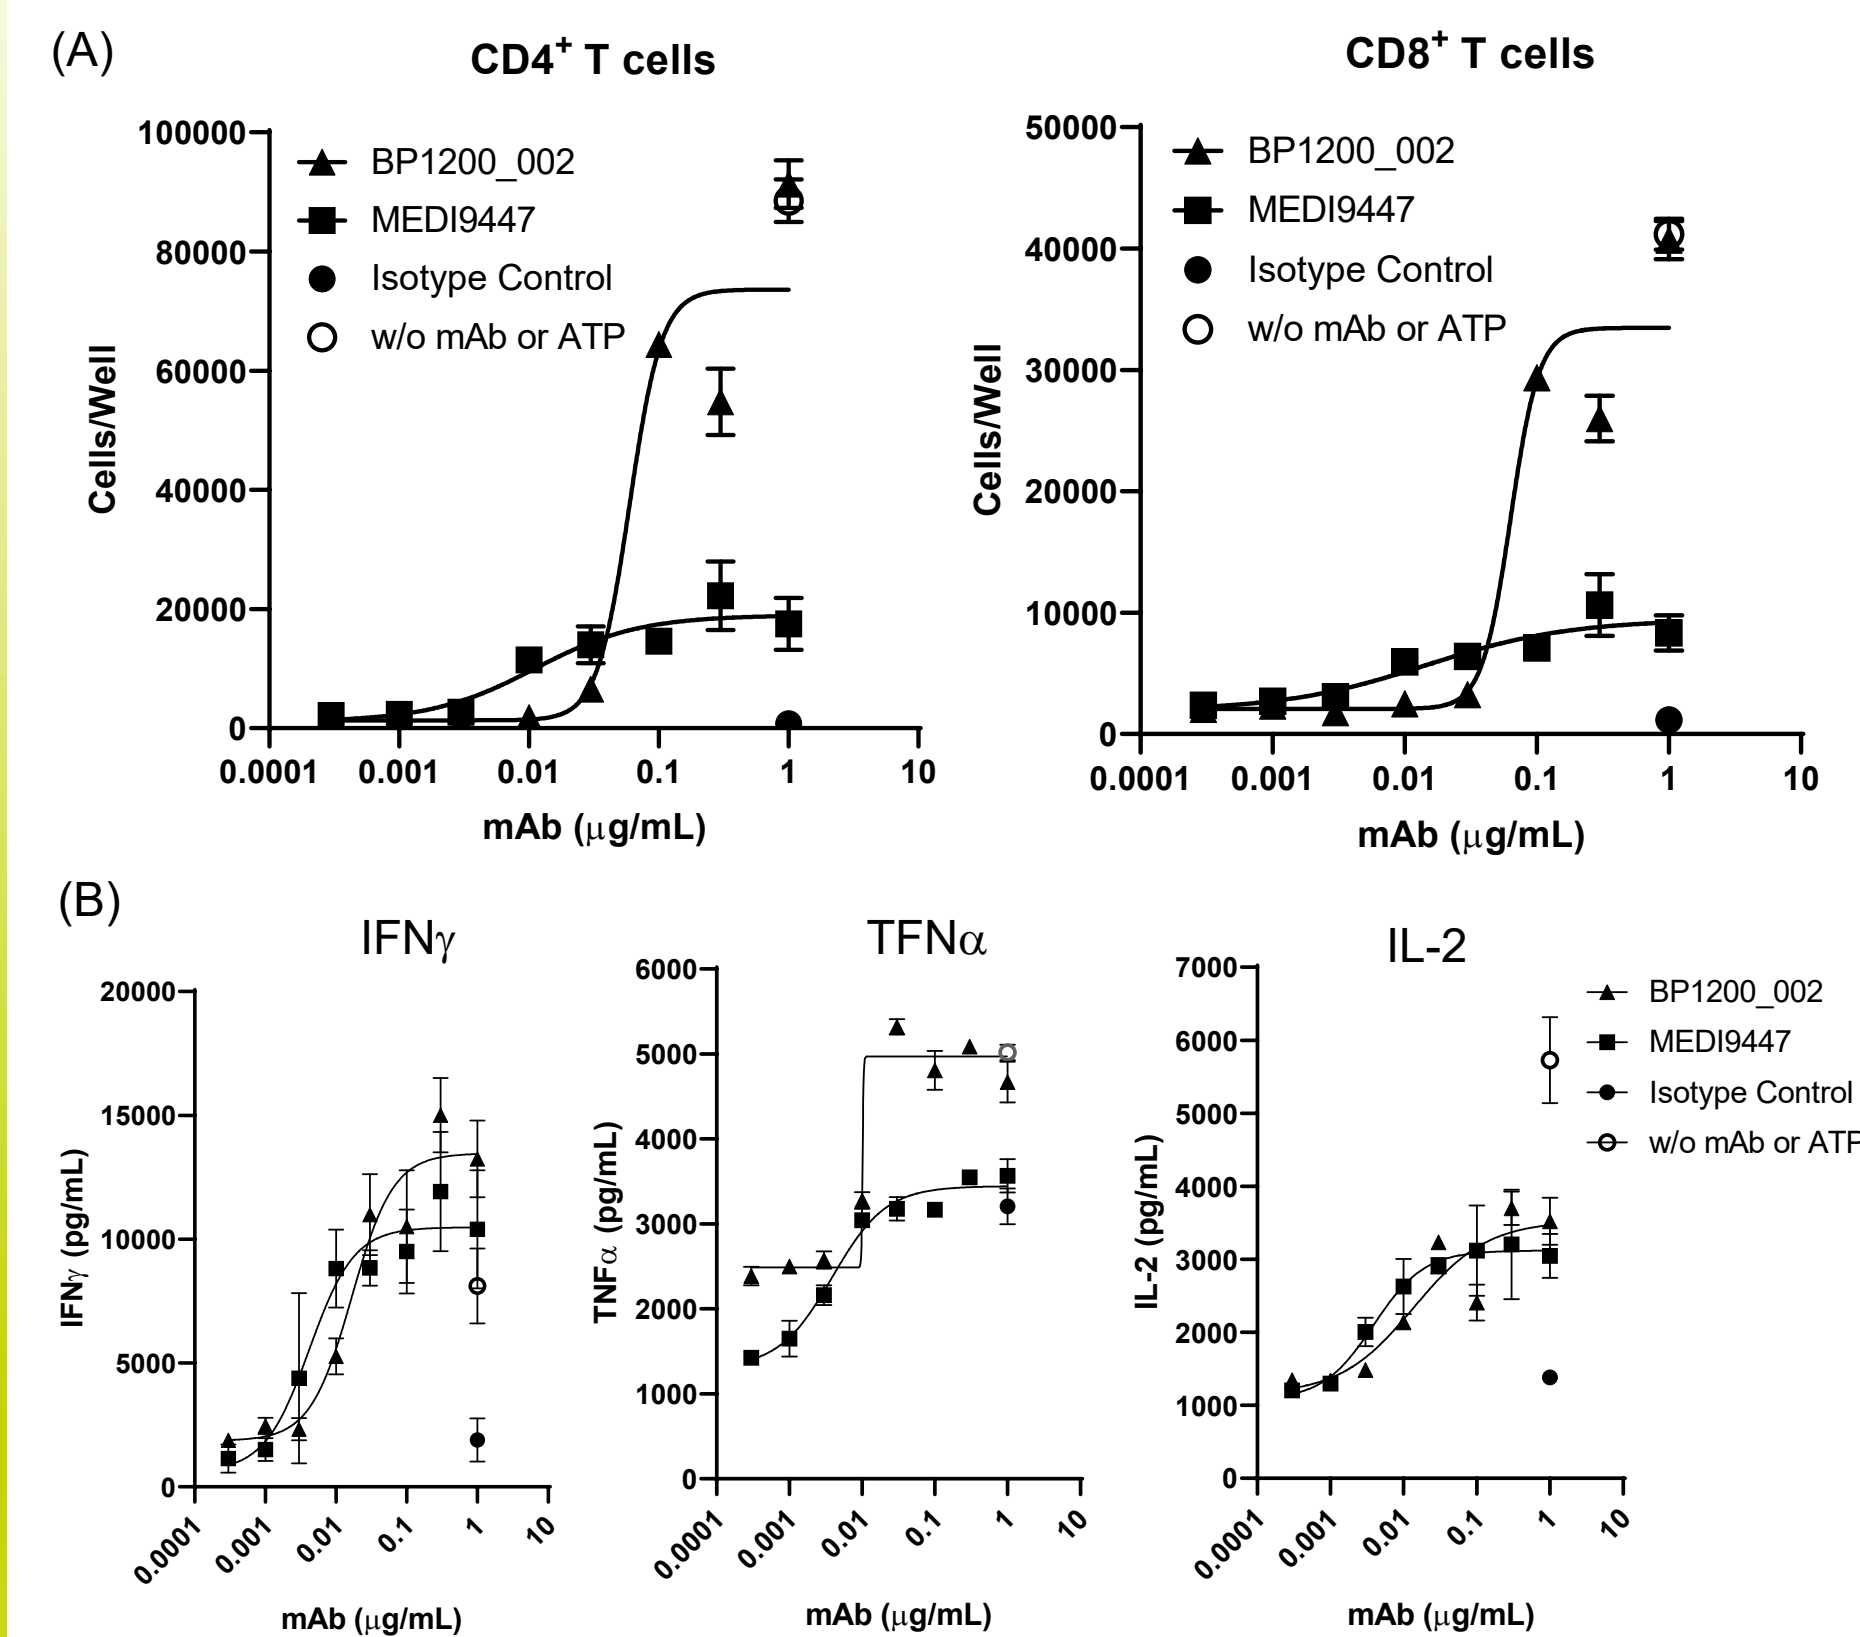 (A)
CD4⁺ T cells
100000
80000
60000
40000
20000
0
Cells/Well
BP1200_002
MEDI9447
Isotype Control
w/o mAb or ATP
0.0001 0.001 0.01 0.1 1 10
mAb (μg/mL)
CD8⁺ T cells
50000
40000
30000
20000
10000
0
Cells/Well
BP1200_002
MEDI9447
Isotype Control
w/o mAb or ATP
0.0001 0.001 0.01 0.1 1 10
mAb (μg/mL)
(B)
IFNγ
20000
15000
10000
5000
0
IFNγ (pg/mL)
0.0001 0.001 0.01 0.1 1 10
mAb (μg/mL)
TFNα
6000
5000
4000
3000
2000
1000
0
TNFα (pg/mL)
0.0001 0.001 0.01 0.1 1 10
mAb (μg/mL)
IL-2
7000
6000
5000
4000
3000
2000
1000
0
IL-2 (pg/mL)
0.0001 0.001 0.01 0.1 1 10
mAb (μg/mL)
BP1200_002
MEDI9447
Isotype Control
w/o mAb or ATP